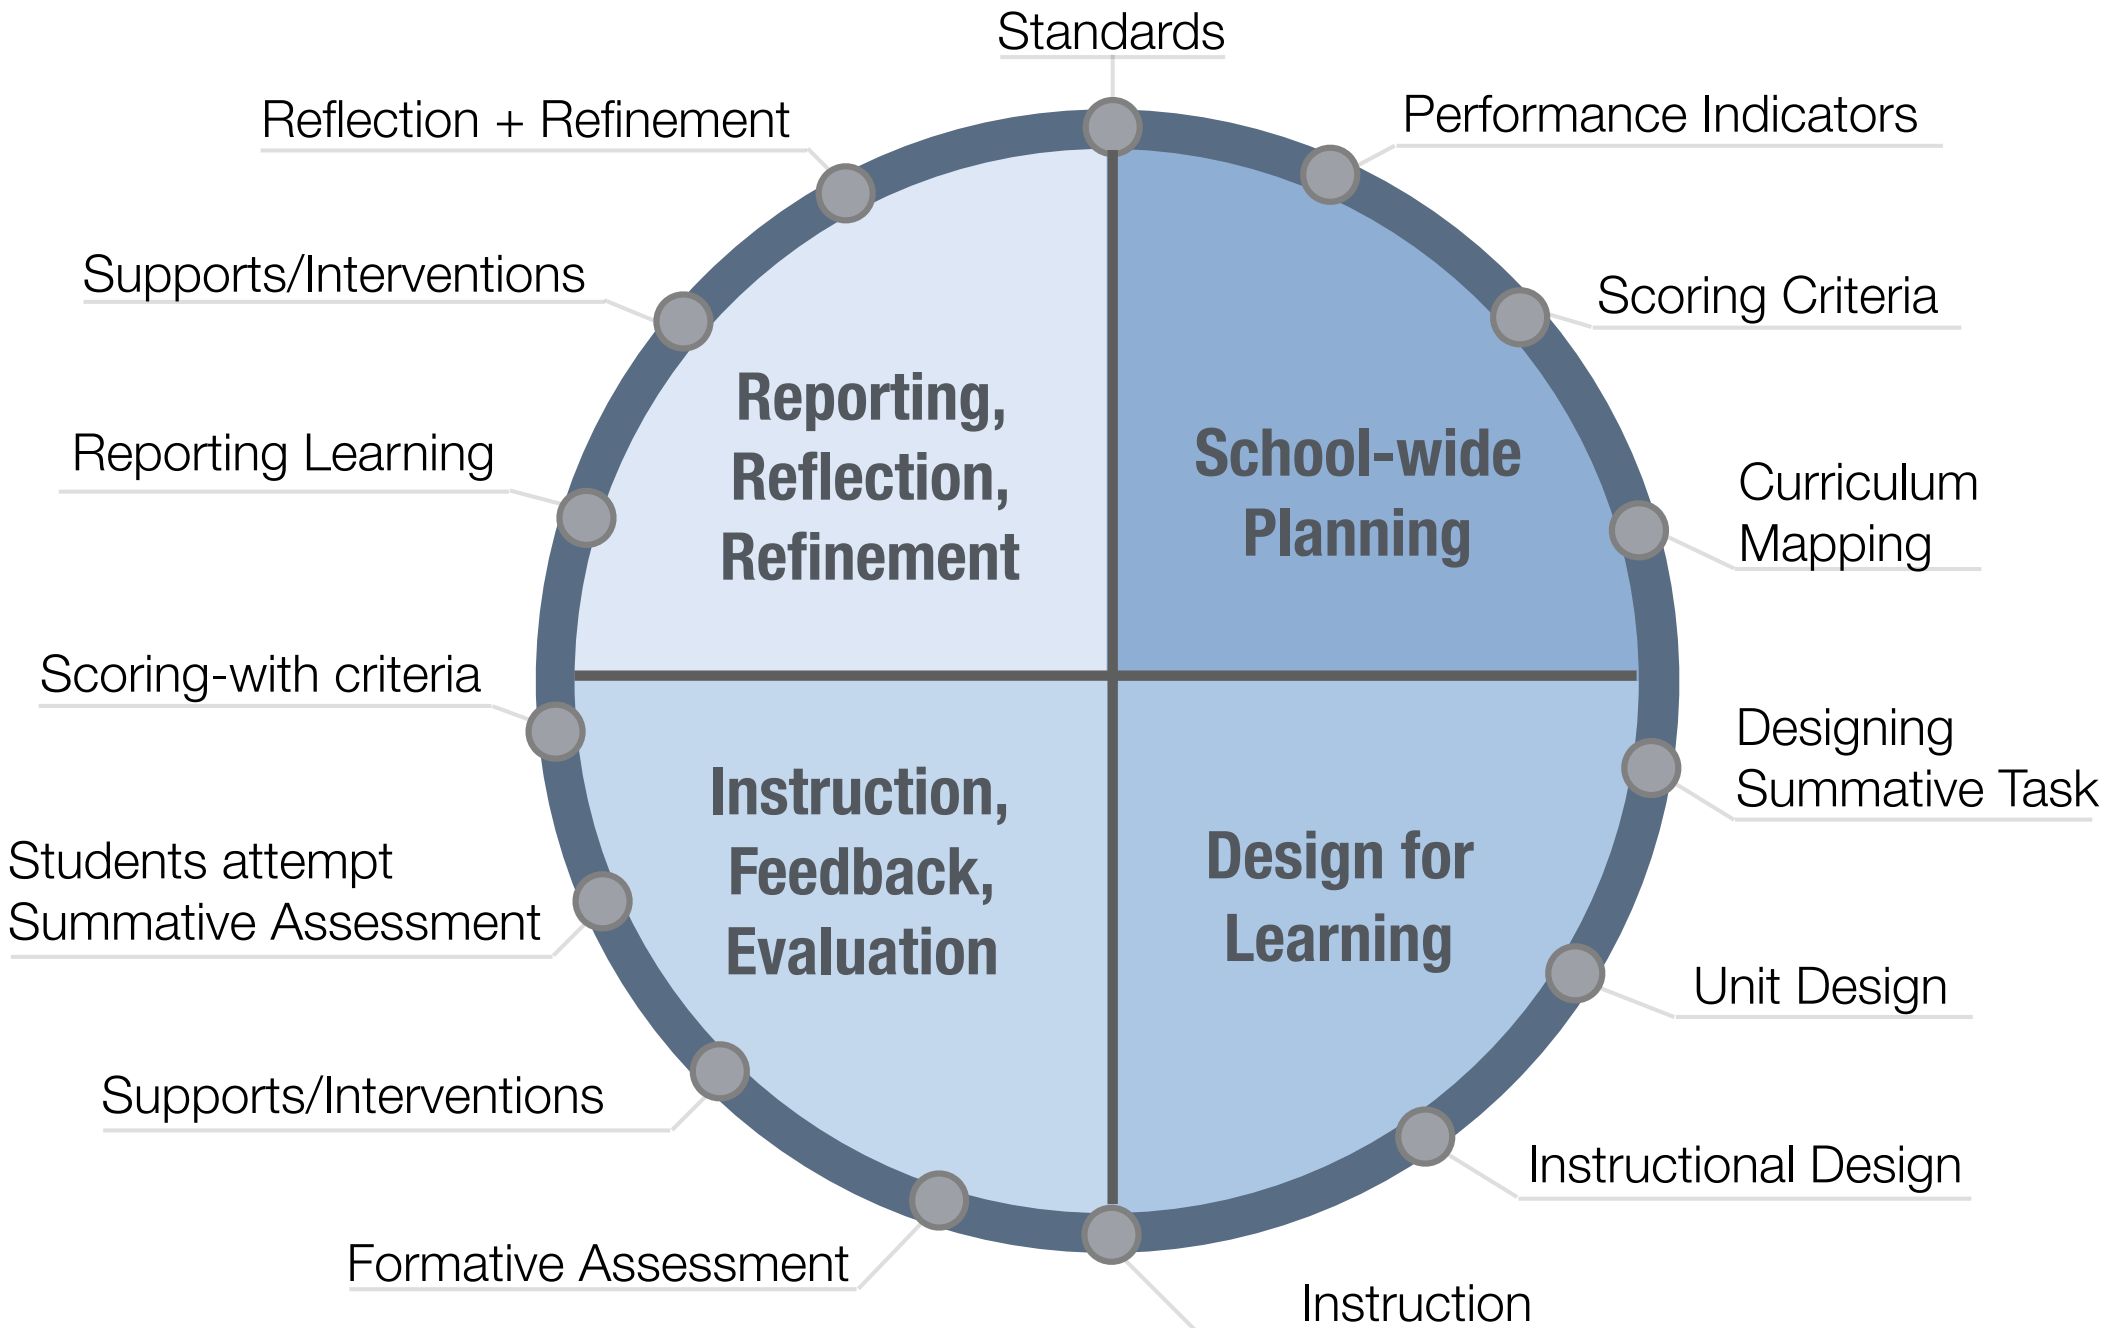 Standards
Performance Indicators
Scoring Criteria
Curriculum
Mapping
Designing
Summative Task
Unit Design
Instructional Design
Instruction
Formative Assessment
Supports/Interventions
Students attempt
Summative Assessment
Scoring-with criteria
Reporting Learning
Supports/Interventions
Reflection + Refinement
Reporting,
Reflection,
Refinement
School-wide
Planning
Instruction,
Feedback,
Evaluation
Design for
Learning